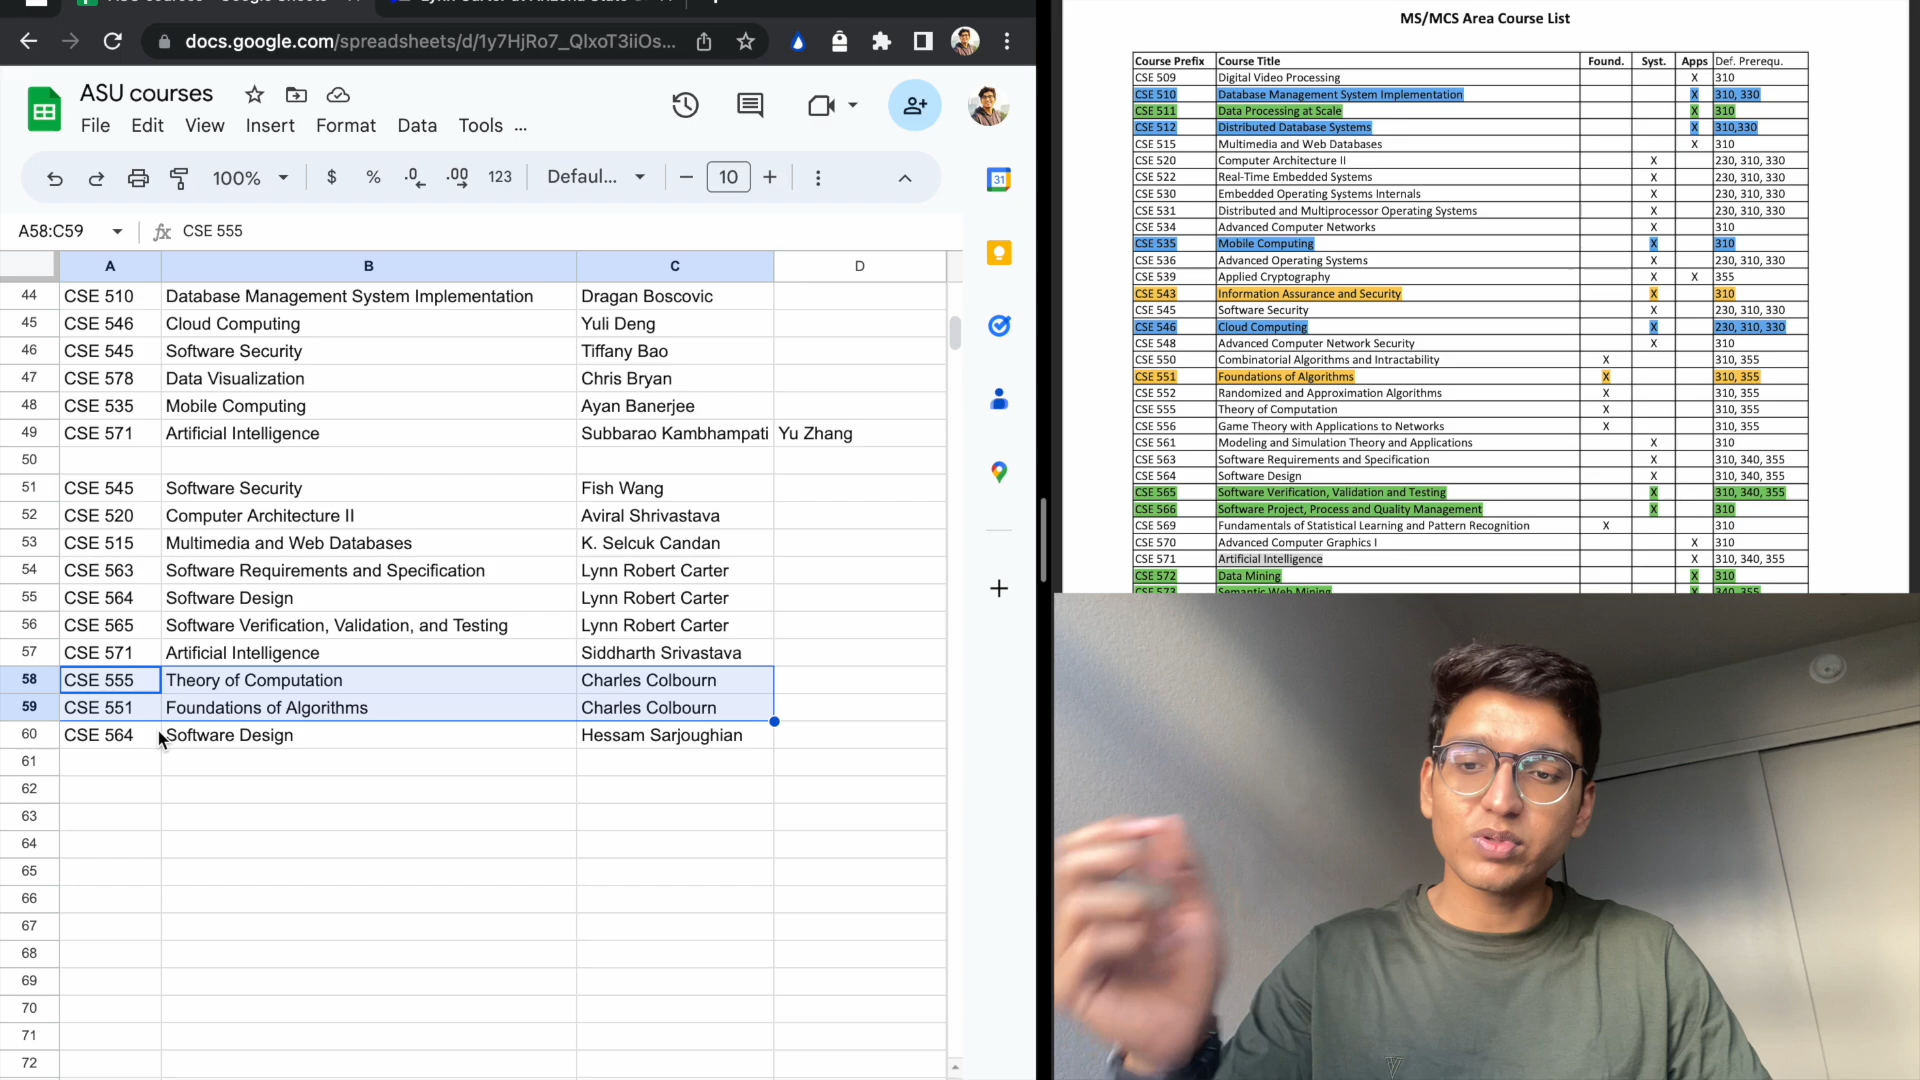 docs.google.com/spreadsheets/d/1y7HjRo7_QlxoT3iiOs...
ASU courses
File Edit View Insert Format Data Tools ...
100% $ % .0 .00 123 Defaul... − 10 +
31
A58:C59 fx CSE 555
A B C D
44 CSE 510 Database Management System Implementation Dragan Boscovic
45 CSE 546 Cloud Computing Yuli Deng
46 CSE 545 Software Security Tiffany Bao
47 CSE 578 Data Visualization Chris Bryan
48 CSE 535 Mobile Computing Ayan Banerjee
49 CSE 571 Artificial Intelligence Subbarao Kambhampati Yu Zhang
50
51 CSE 545 Software Security Fish Wang
52 CSE 520 Computer Architecture II Aviral Shrivastava
53 CSE 515 Multimedia and Web Databases K. Selcuk Candan
54 CSE 563 Software Requirements and Specification Lynn Robert Carter
55 CSE 564 Software Design Lynn Robert Carter
56 CSE 565 Software Verification, Validation, and Testing Lynn Robert Carter
57 CSE 571 Artificial Intelligence Siddharth Srivastava
58 CSE 555 Theory of Computation Charles Colbourn
59 CSE 551 Foundations of Algorithms Charles Colbourn
60 CSE 564 Software Design Hessam Sarjoughian
61
62
63
64
65
66
67
68
69
70
71
72
MS/MCS Area Course List
Course Prefix Course Title Found. Syst. Apps Def. Prerequ.
CSE 509 Digital Video Processing X 310
CSE 510 Database Management System Implementation X 310, 330
CSE 511 Data Processing at Scale X 310
CSE 512 Distributed Database Systems X 310,330
CSE 515 Multimedia and Web Databases X 310
CSE 520 Computer Architecture II X 230, 310, 330
CSE 522 Real-Time Embedded Systems X 230, 310, 330
CSE 530 Embedded Operating Systems Internals X 230, 310, 330
CSE 531 Distributed and Multiprocessor Operating Systems X 230, 310, 330
CSE 534 Advanced Computer Networks X 310
CSE 535 Mobile Computing X 310
CSE 536 Advanced Operating Systems X 230, 310, 330
CSE 539 Applied Cryptography X X 355
CSE 543 Information Assurance and Security X 310
CSE 545 Software Security X 230, 310, 330
CSE 546 Cloud Computing X 230, 310, 330
CSE 548 Advanced Computer Network Security X 310
CSE 550 Combinatorial Algorithms and Intractability X 310, 355
CSE 551 Foundations of Algorithms X 310, 355
CSE 552 Randomized and Approximation Algorithms X 310, 355
CSE 555 Theory of Computation X 310, 355
CSE 556 Game Theory with Applications to Networks X 310, 355
CSE 561 Modeling and Simulation Theory and Applications X 310
CSE 563 Software Requirements and Specification X 310, 340, 355
CSE 564 Software Design X 310, 340, 355
CSE 565 Software Verification, Validation and Testing X 310, 340, 355
CSE 566 Software Project, Process and Quality Management X 310
CSE 569 Fundamentals of Statistical Learning and Pattern Recognition X 310
CSE 570 Advanced Computer Graphics I X 310
CSE 571 Artificial Intelligence X 310, 340, 355
CSE 572 Data Mining X 310
CSE 573 Semantic Web Mining X 340, 355